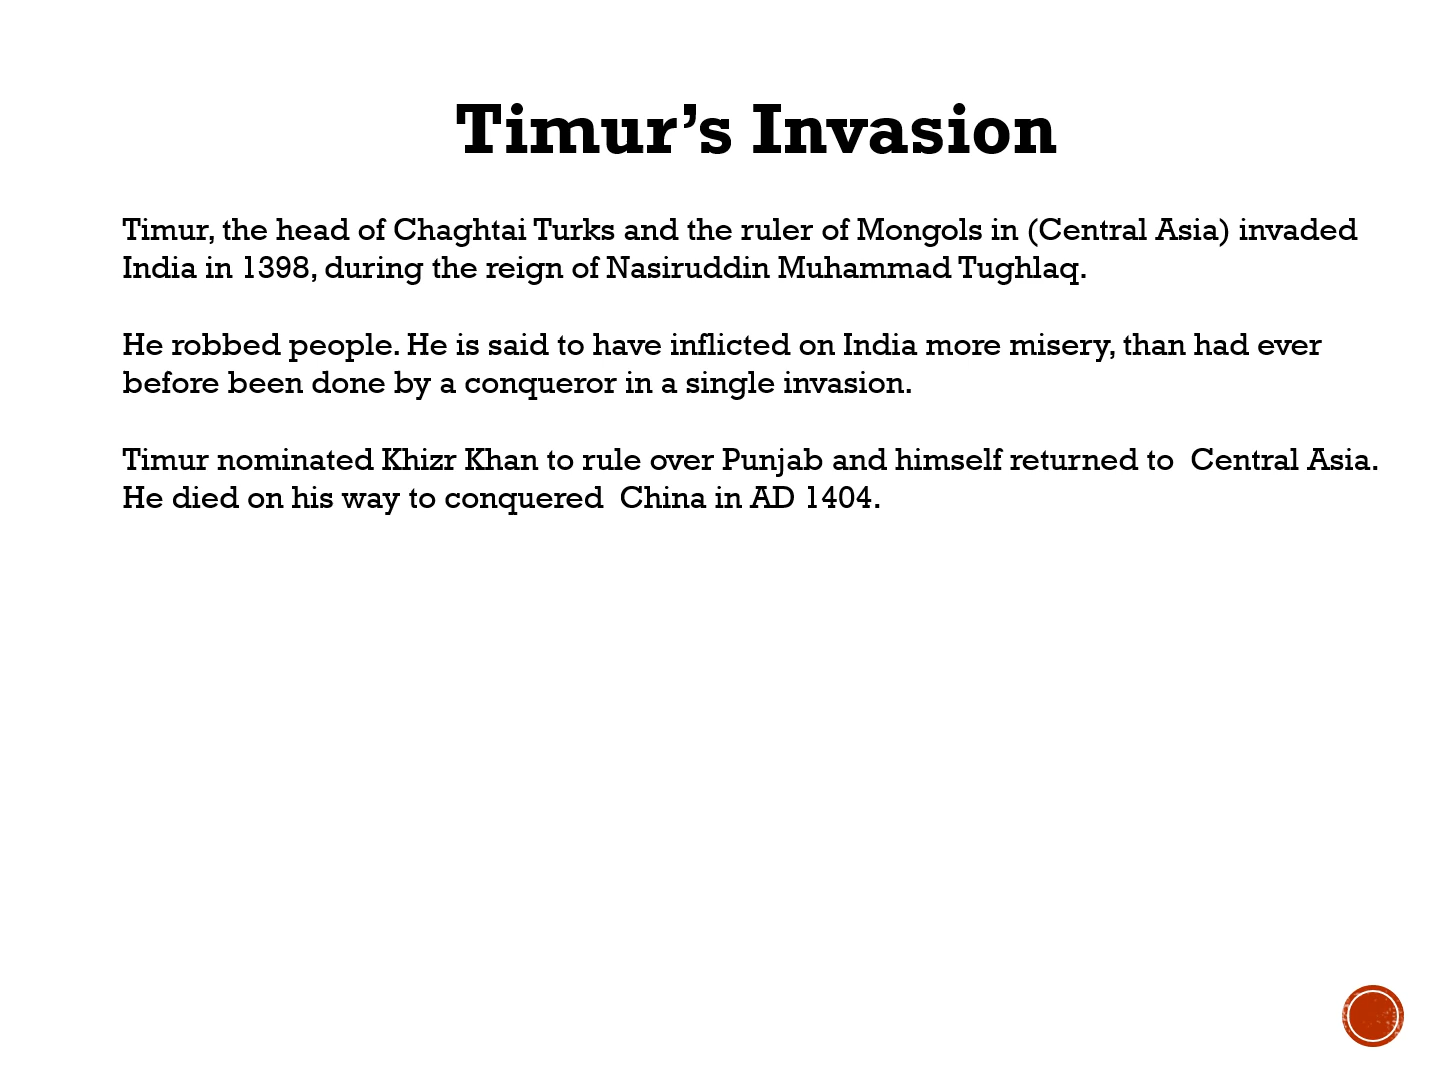 Timur’s Invasion
Timur, the head of Chaghtai Turks and the ruler of Mongols in (Central Asia) invaded
India in 1398, during the reign of Nasiruddin Muhammad Tughlaq.
He robbed people. He is said to have inflicted on India more misery, than had ever
before been done by a conqueror in a single invasion.
Timur nominated Khizr Khan to rule over Punjab and himself returned to  Central Asia.
He died on his way to conquered  China in AD 1404.